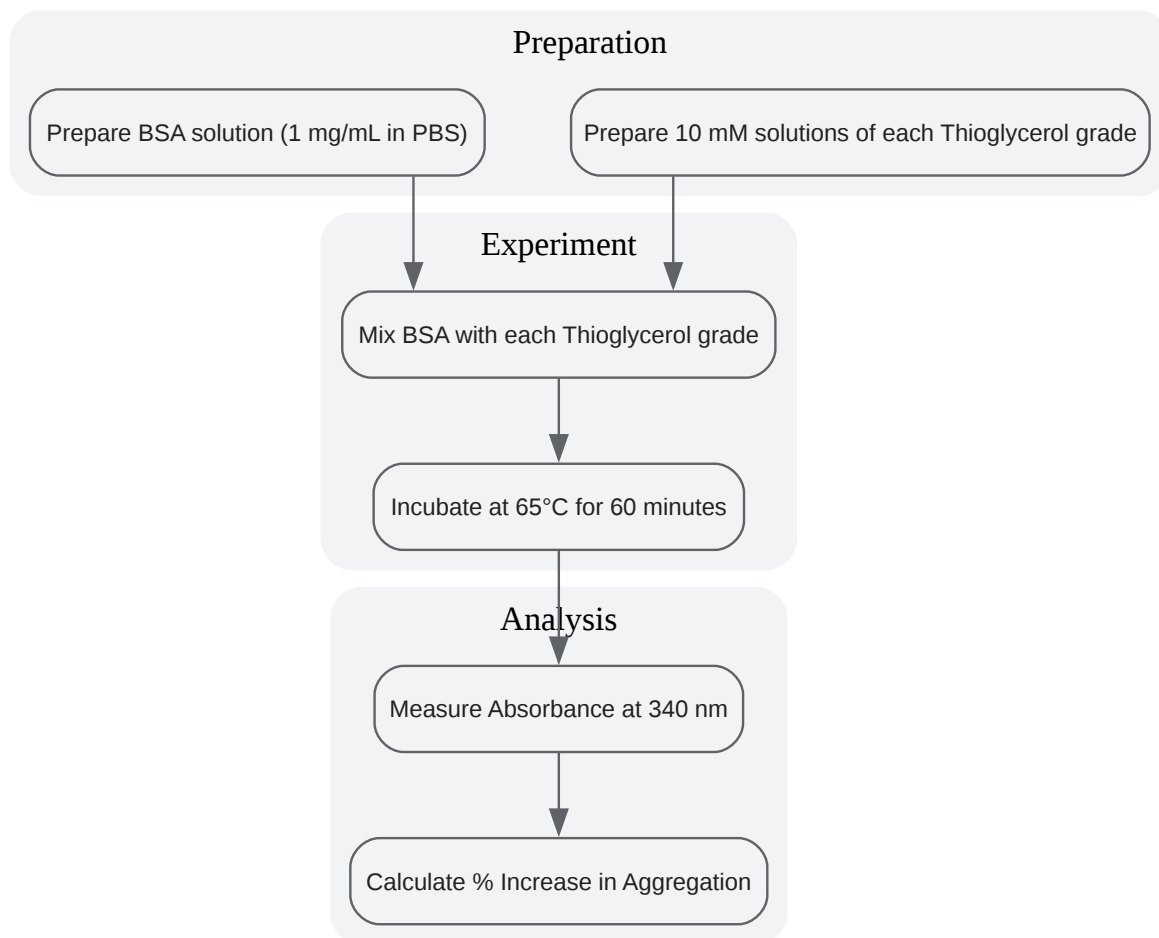 Preparation
Prepare BSA solution (1 mg/mL in PBS)
Prepare 10 mM solutions of each Thioglycerol grade
Experiment
Mix BSA with each Thioglycerol grade
Incubate at 65°C for 60 minutes
Analysis
Measure Absorbance at 340 nm
Calculate % Increase in Aggregation